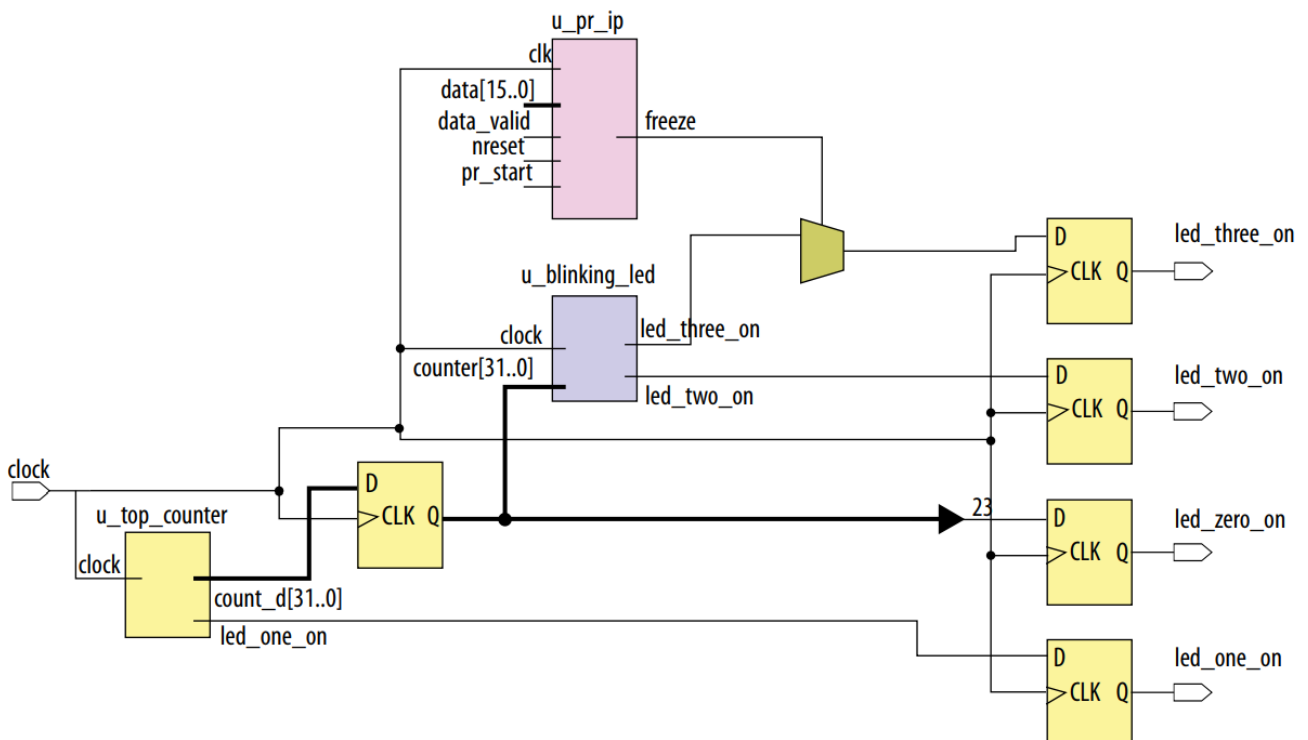 u_pr_ip
clk
data[15..0]
data_valid
nreset
pr_start
freeze
D
CLK Q
led_three_on
u_blinking_led
clock
counter[31..0]
led_three_on
led_two_on
D
CLK Q
led_two_on
clock
D
CLK Q
23
D
CLK Q
led_zero_on
u_top_counter
clock
count_d[31..0]
led_one_on
D
CLK Q
led_one_on